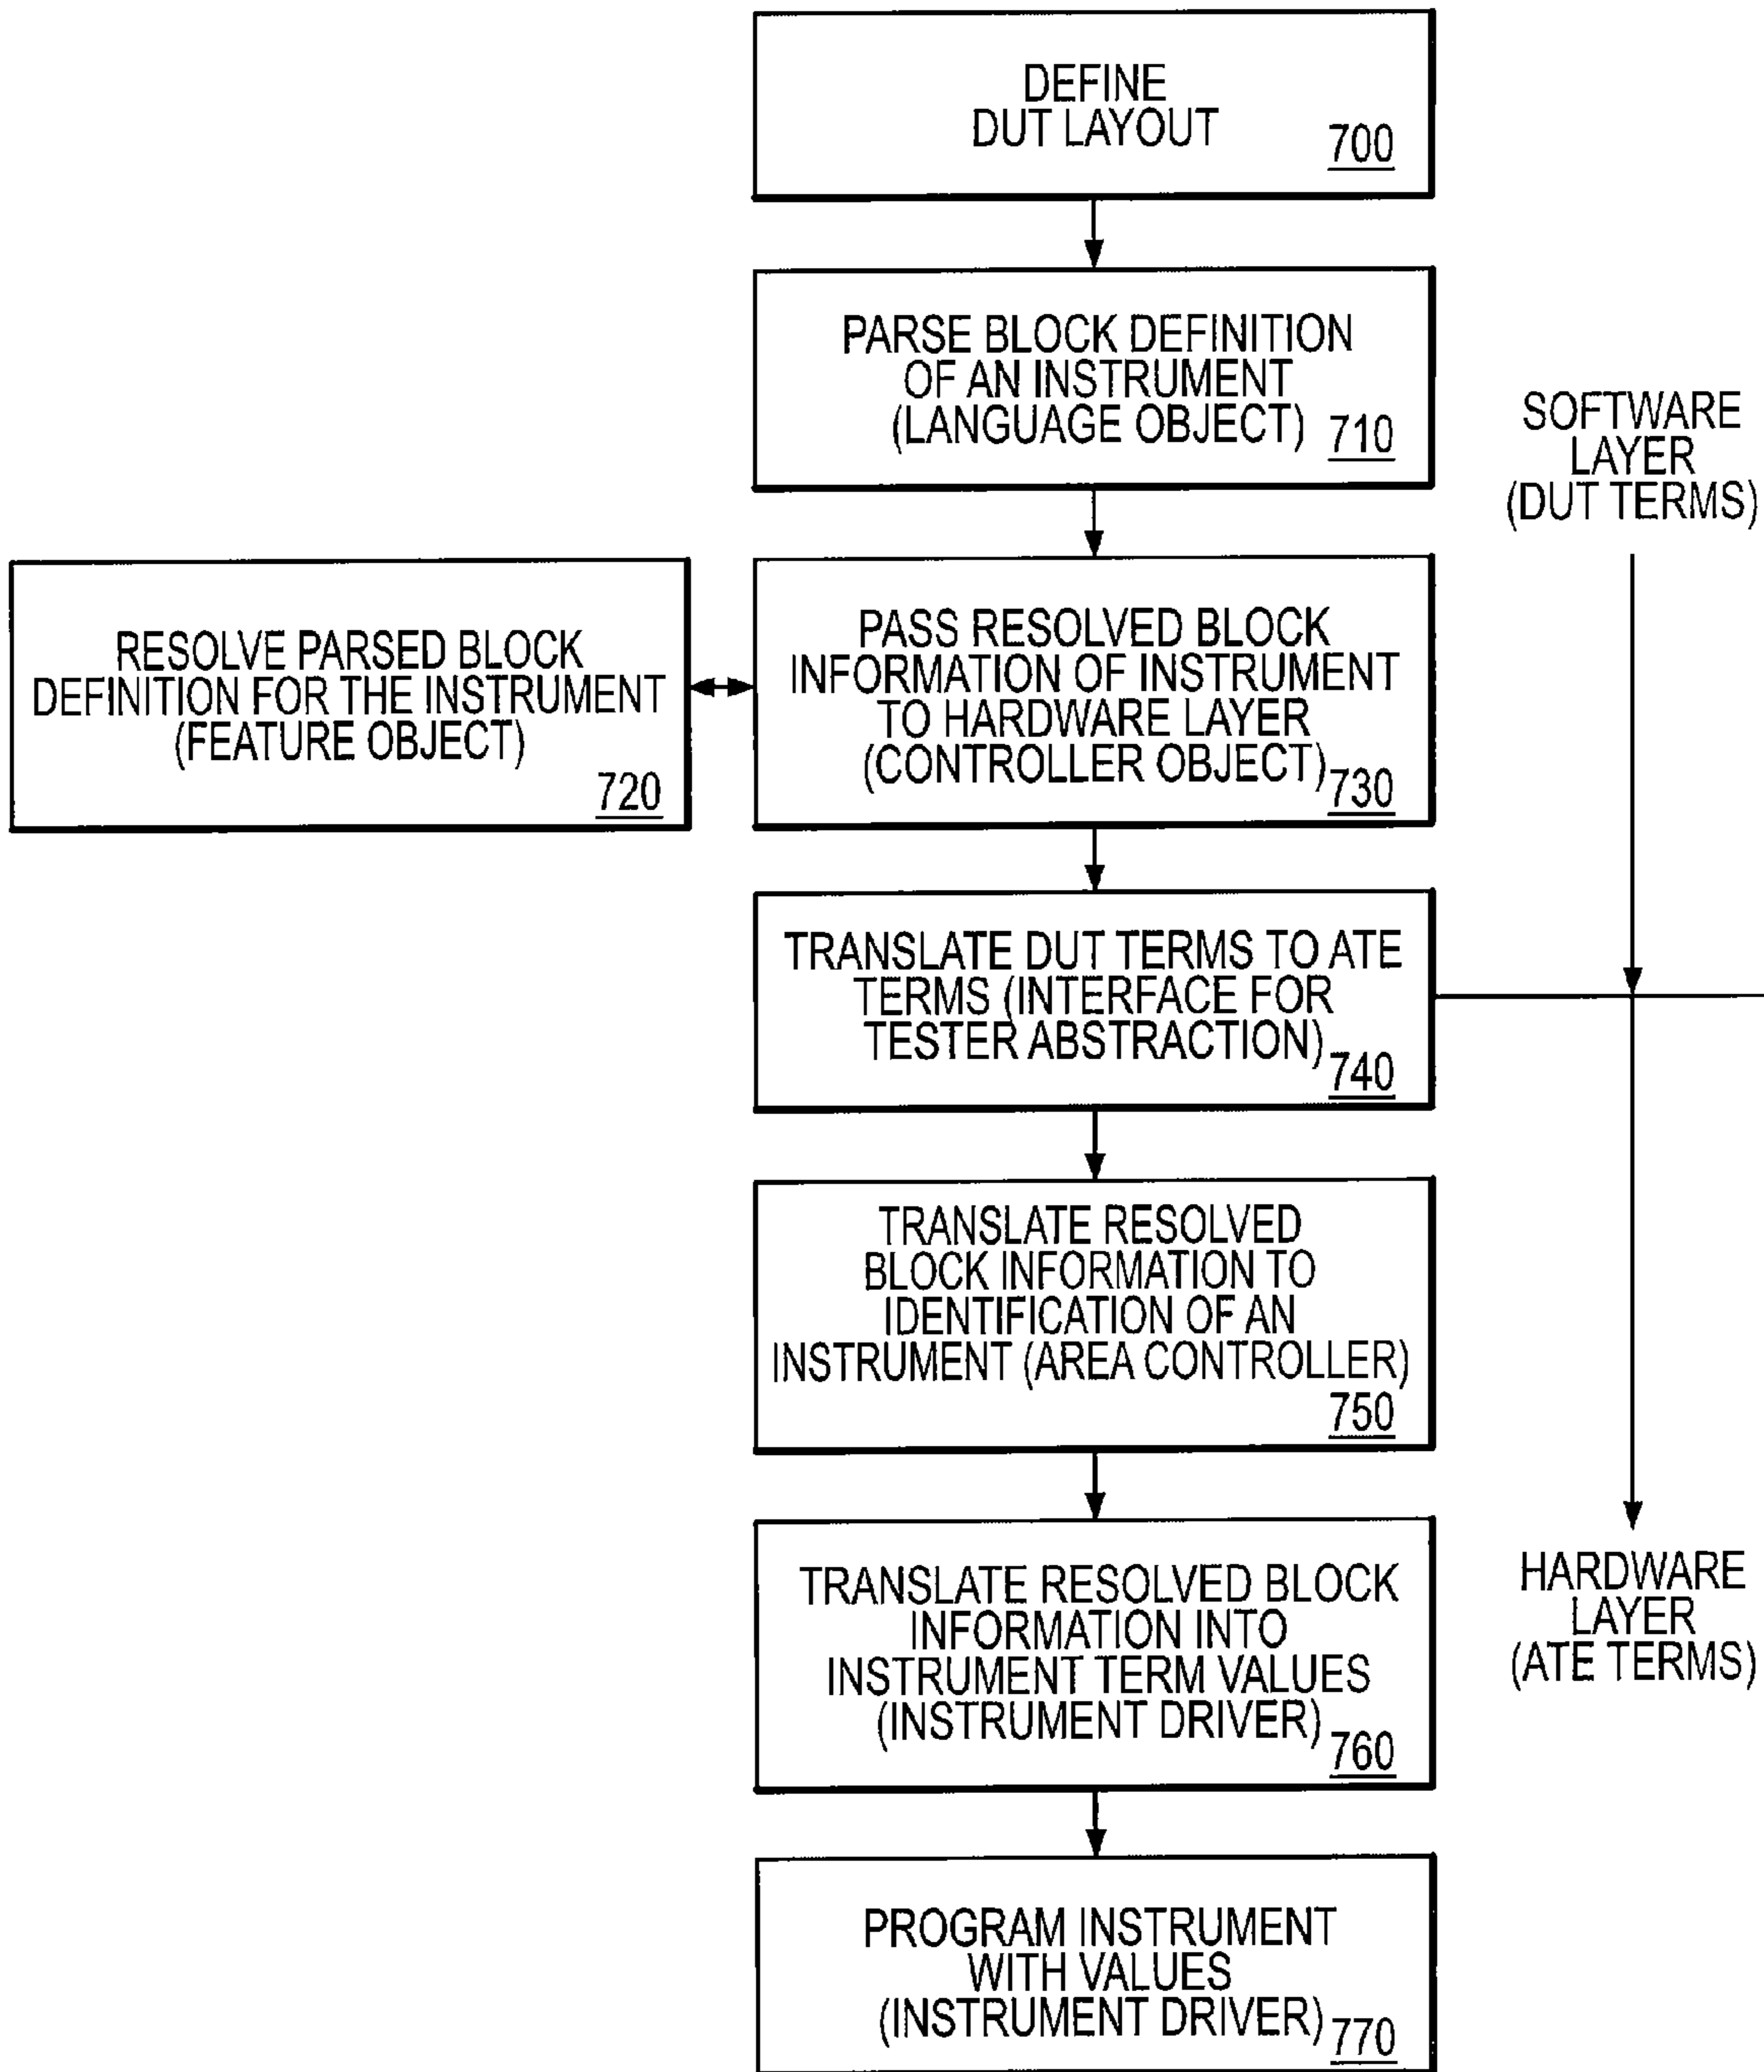 DEFINE
DUT LAYOUT
700
PARSE BLOCK DEFINITION
OF AN INSTRUMENT
(LANGUAGE OBJECT)
710
SOFTWARE
LAYER
(DUT TERMS)
RESOLVE PARSED BLOCK
DEFINITION FOR THE INSTRUMENT
(FEATURE OBJECT)
720
PASS RESOLVED BLOCK
INFORMATION OF INSTRUMENT
TO HARDWARE LAYER
(CONTROLLER OBJECT)
730
TRANSLATE DUT TERMS TO ATE
TERMS (INTERFACE FOR
TESTER ABSTRACTION)
740
TRANSLATE RESOLVED
BLOCK INFORMATION TO
IDENTIFICATION OF AN
INSTRUMENT (AREA CONTROLLER)
750
TRANSLATE RESOLVED BLOCK
INFORMATION INTO
INSTRUMENT TERM VALUES
(INSTRUMENT DRIVER)
760
HARDWARE
LAYER
(ATE TERMS)
PROGRAM INSTRUMENT
WITH VALUES
(INSTRUMENT DRIVER)
770